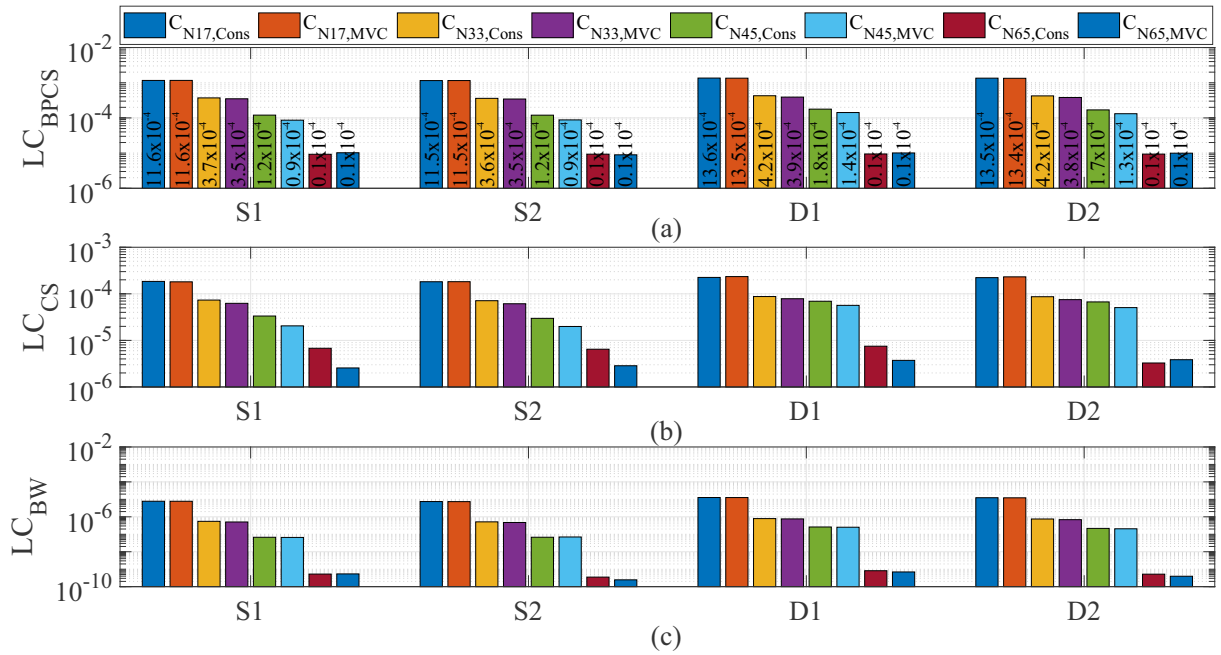 C_N17,Cons C_N17,MVC C_N33,Cons C_N33,MVC C_N45,Cons C_N45,MVC C_N65,Cons C_N65,MVC
LC_BPCS
10^-2
10^-4
10^-6
11.6x10^-4 11.6x10^-4 3.7x10^-4 3.5x10^-4 1.2x10^-4 0.9x10^-4 0.1x10^-4 0.1x10^-4
11.5x10^-4 11.5x10^-4 3.6x10^-4 3.5x10^-4 1.2x10^-4 0.9x10^-4 0.1x10^-4 0.1x10^-4
13.6x10^-4 13.5x10^-4 4.2x10^-4 3.9x10^-4 1.8x10^-4 1.4x10^-4 0.1x10^-4 0.1x10^-4
13.5x10^-4 13.4x10^-4 4.2x10^-4 3.8x10^-4 1.7x10^-4 1.3x10^-4 0.1x10^-4 0.1x10^-4
S1 S2 D1 D2
(a)
LC_CS
10^-3
10^-4
10^-5
10^-6
S1 S2 D1 D2
(b)
LC_BW
10^-2
10^-6
10^-10
S1 S2 D1 D2
(c)